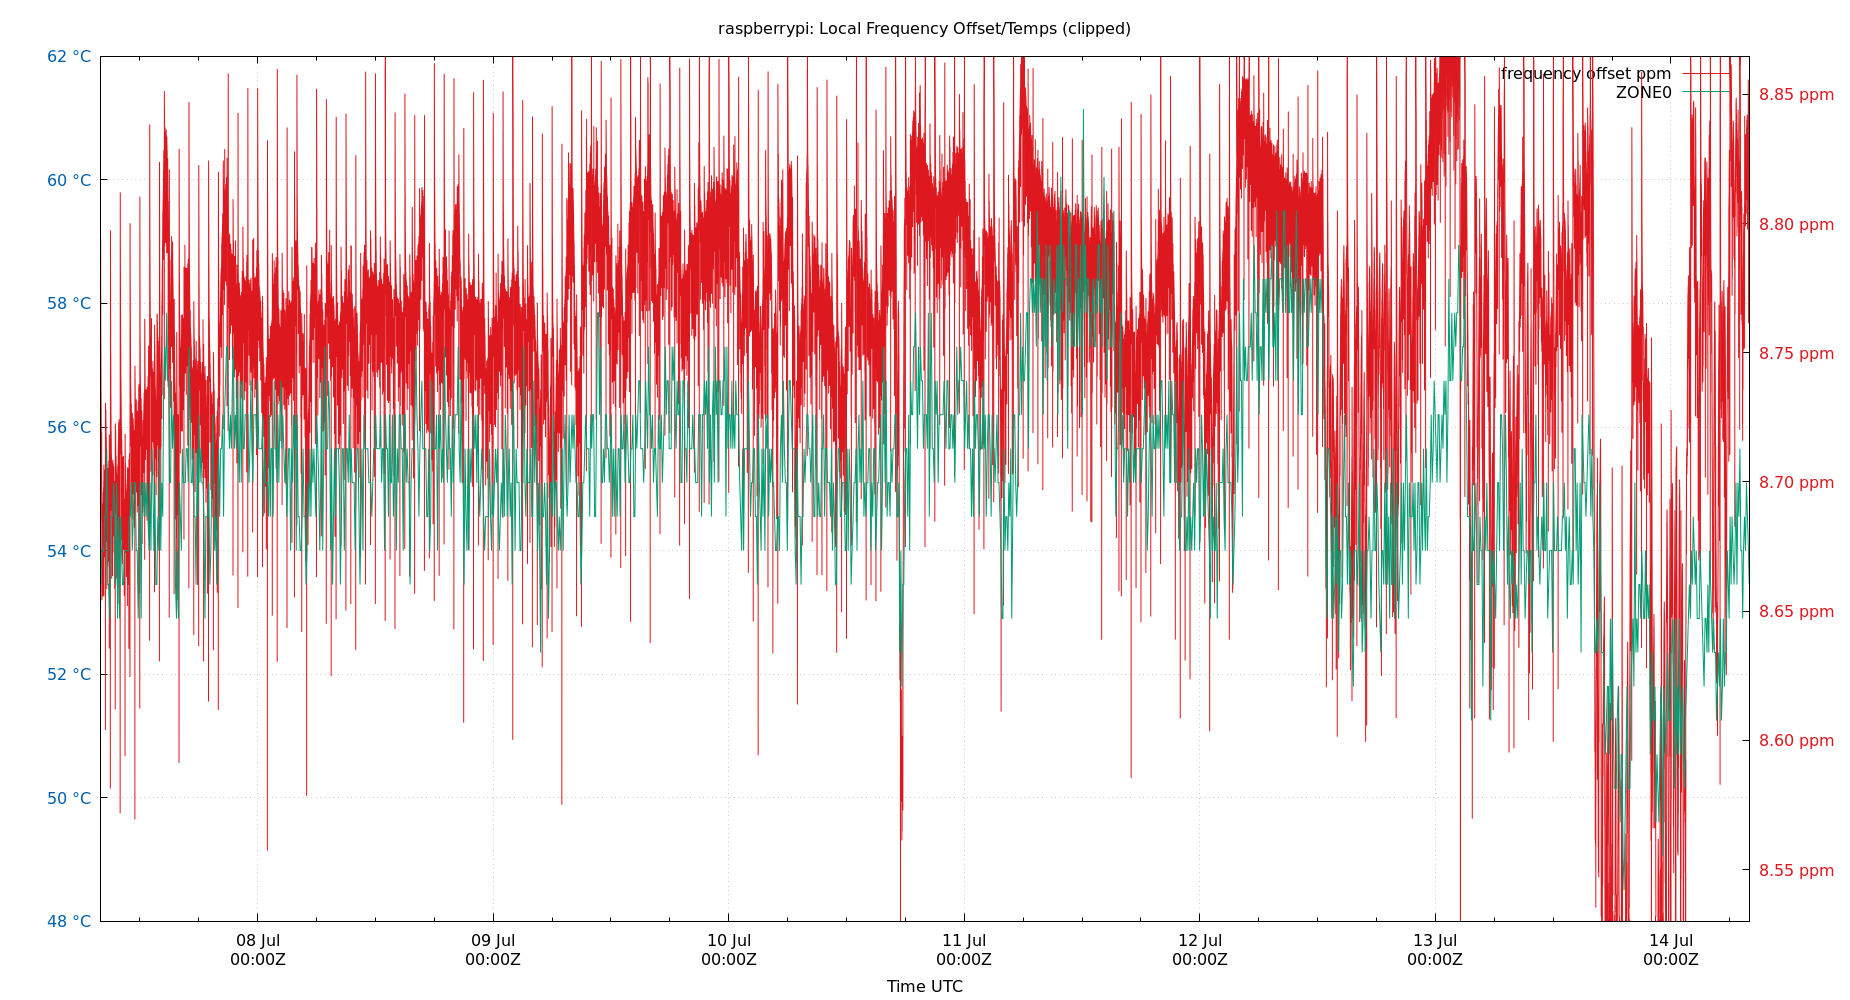 raspberrypi: Local Frequency Offset/Temps (clipped)
62 °C
60 °C
58 °C
56 °C
54 °C
52 °C
50 °C
48 °C
frequency offset ppm
ZONE0
8.85 ppm
8.80 ppm
8.75 ppm
8.70 ppm
8.65 ppm
8.60 ppm
8.55 ppm
08 Jul
00:00Z
09 Jul
00:00Z
10 Jul
00:00Z
11 Jul
00:00Z
12 Jul
00:00Z
13 Jul
00:00Z
14 Jul
00:00Z
Time UTC